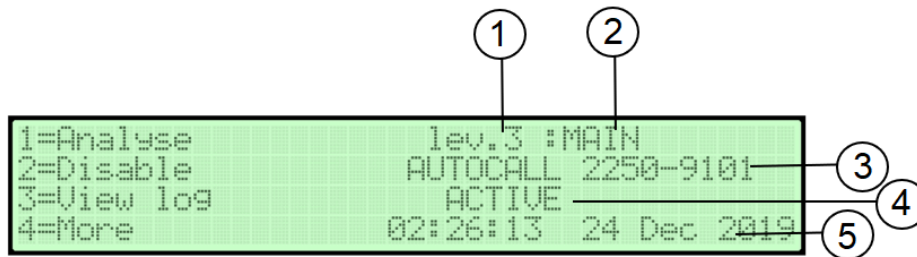 1 2
1=Analyse lev.3 :MAIN
2=Disable AUTOCALL 2250-9101 3
3=View log ACTIVE 4
4=More 02:26:13 24 Dec 2019 5